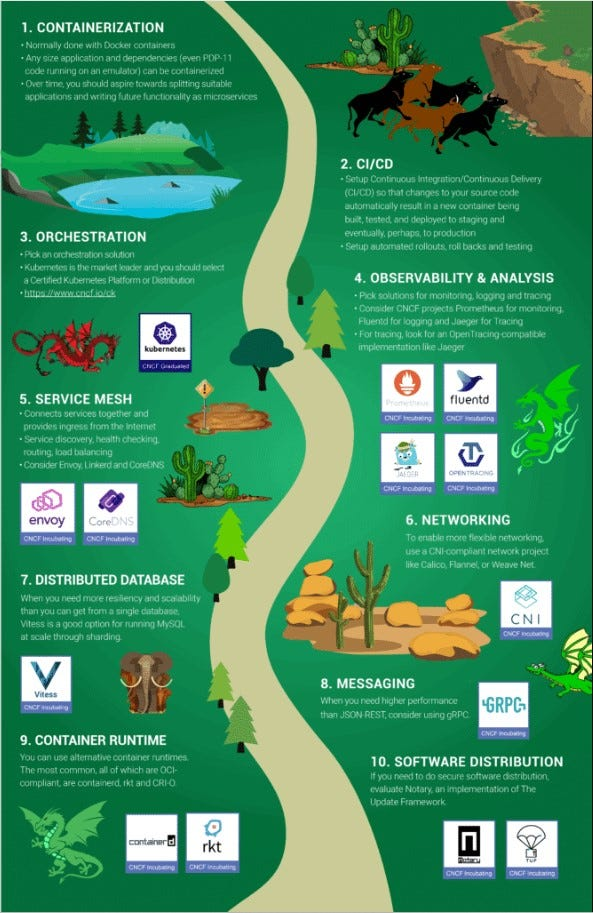 1. CONTAINERIZATION
• Normally done with Docker containers
• Any size application and dependencies (even PDP-11
code running on an emulator) can be containerized
• Over time, you should aspire towards splitting suitable
applications and writing future functionality as microservices
2. CI/CD
• Setup Continuous Integration/Continuous Delivery
(CI/CD) so that changes to your source code
automatically result in a new container being
built, tested, and deployed to staging and
eventually, perhaps, to production
• Setup automated rollouts, roll backs and testing
3. ORCHESTRATION
• Pick an orchestration solution
• Kubernetes is the market leader and you should select
a Certified Kubernetes Platform or Distribution
• https://www.cncf.io/ck
kubernetes
CNCF Graduated
4. OBSERVABILITY & ANALYSIS
• Pick solutions for monitoring, logging and tracing
• Consider CNCF projects Prometheus for monitoring,
Fluentd for logging and Jaeger for Tracing
• For tracing, look for an OpenTracing-compatible
implementation like Jaeger
Prometheus
CNCF Incubating
fluentd
CNCF Incubating
JAEGER
CNCF Incubating
OPENTRACING
CNCF Incubating
5. SERVICE MESH
• Connects services together and
provides ingress from the Internet
• Service discovery, health checking,
routing, load balancing
• Consider Envoy, Linkerd and CoreDNS
envoy
CNCF Incubating
CoreDNS
CNCF Incubating
6. NETWORKING
To enable more flexible networking,
use a CNI-compliant network project
like Calico, Flannel, or Weave Net.
CNI
CNCF Incubating
7. DISTRIBUTED DATABASE
When you need more resiliency and scalability
than you can get from a single database,
Vitess is a good option for running MySQL
at scale through sharding.
Vitess
CNCF Incubating
8. MESSAGING
When you need higher performance
than JSON-REST, consider using gRPC.
GRPC
CNCF Incubating
9. CONTAINER RUNTIME
You can use alternative container runtimes.
The most common, all of which are OCI-
compliant, are containerd, rkt and CRI-O.
containerd
CNCF Incubating
rkt
CNCF Incubating
10. SOFTWARE DISTRIBUTION
If you need to do secure software distribution,
evaluate Notary, an implementation of The
Update Framework.
Notary
CNCF Incubating
TUF
CNCF Incubating